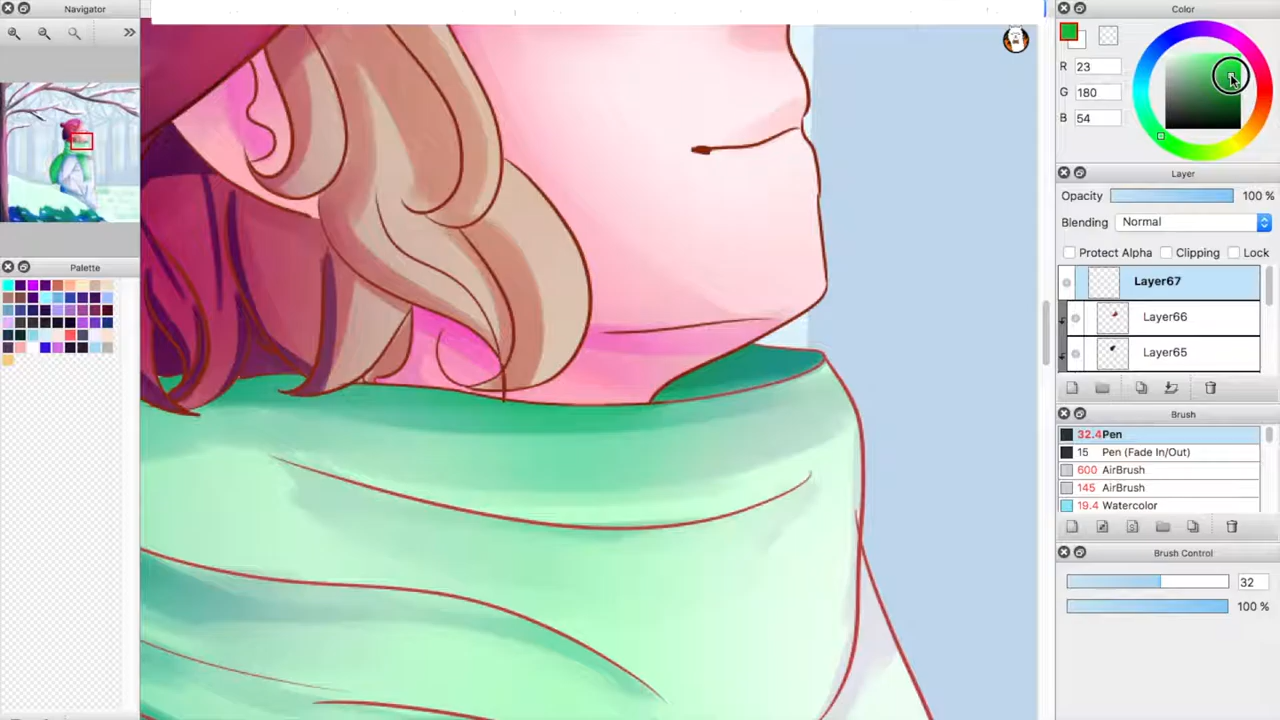 Navigator
Palette
Color
R 23
G 180
B 54
Layer
Opacity 100 %
Blending Normal
Protect Alpha Clipping Lock
Layer67
Layer66
Layer65
Brush
32.4 Pen
15 Pen (Fade In/Out)
600 AirBrush
145 AirBrush
19.4 Watercolor
Brush Control
32
100 %